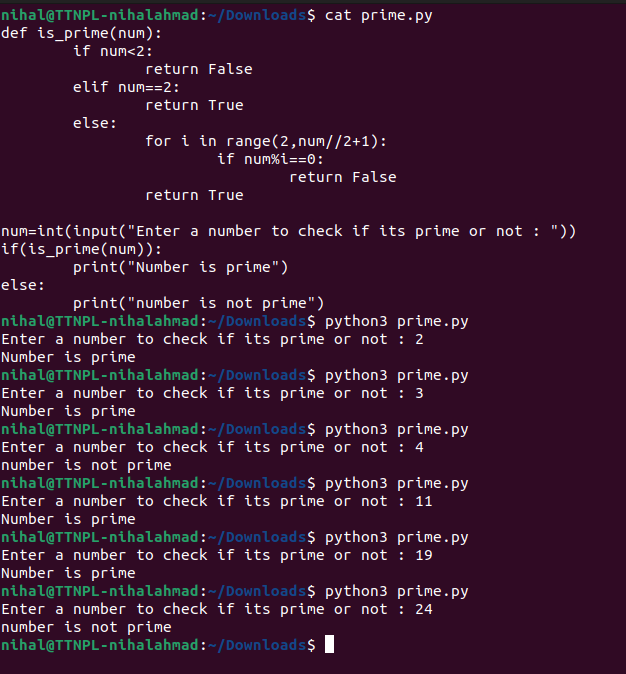 nihal@TTNPL-nihalahmad:~/Downloads$ cat prime.py
def is_prime(num):
        if num<2:
                return False
        elif num==2:
                return True
        else:
                for i in range(2,num//2+1):
                        if num%i==0:
                                return False
                return True

num=int(input("Enter a number to check if its prime or not : "))
if(is_prime(num)):
        print("Number is prime")
else:
        print("number is not prime")
nihal@TTNPL-nihalahmad:~/Downloads$ python3 prime.py
Enter a number to check if its prime or not : 2
Number is prime
nihal@TTNPL-nihalahmad:~/Downloads$ python3 prime.py
Enter a number to check if its prime or not : 3
Number is prime
nihal@TTNPL-nihalahmad:~/Downloads$ python3 prime.py
Enter a number to check if its prime or not : 4
number is not prime
nihal@TTNPL-nihalahmad:~/Downloads$ python3 prime.py
Enter a number to check if its prime or not : 11
Number is prime
nihal@TTNPL-nihalahmad:~/Downloads$ python3 prime.py
Enter a number to check if its prime or not : 19
Number is prime
nihal@TTNPL-nihalahmad:~/Downloads$ python3 prime.py
Enter a number to check if its prime or not : 24
number is not prime
nihal@TTNPL-nihalahmad:~/Downloads$